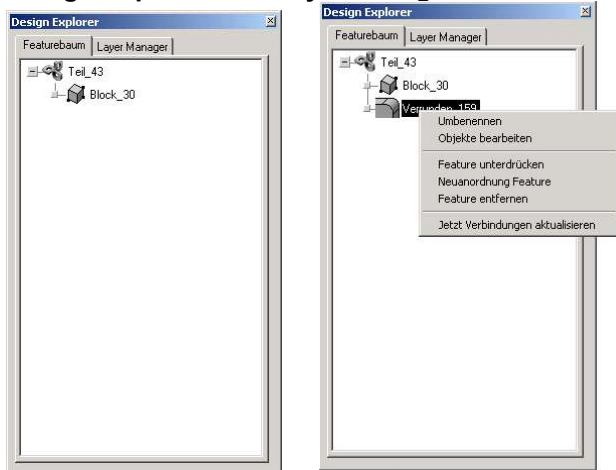 Design Explorer
Featurebaum
Layer Manager
Teil_43
Block_30
Design Explorer
Featurebaum
Layer Manager
Teil_43
Block_30
Verrunden_159
Umbenennen
Objekte bearbeiten
Feature unterdrücken
Neuanordnung Feature
Feature entfernen
Jetzt Verbindungen aktualisieren